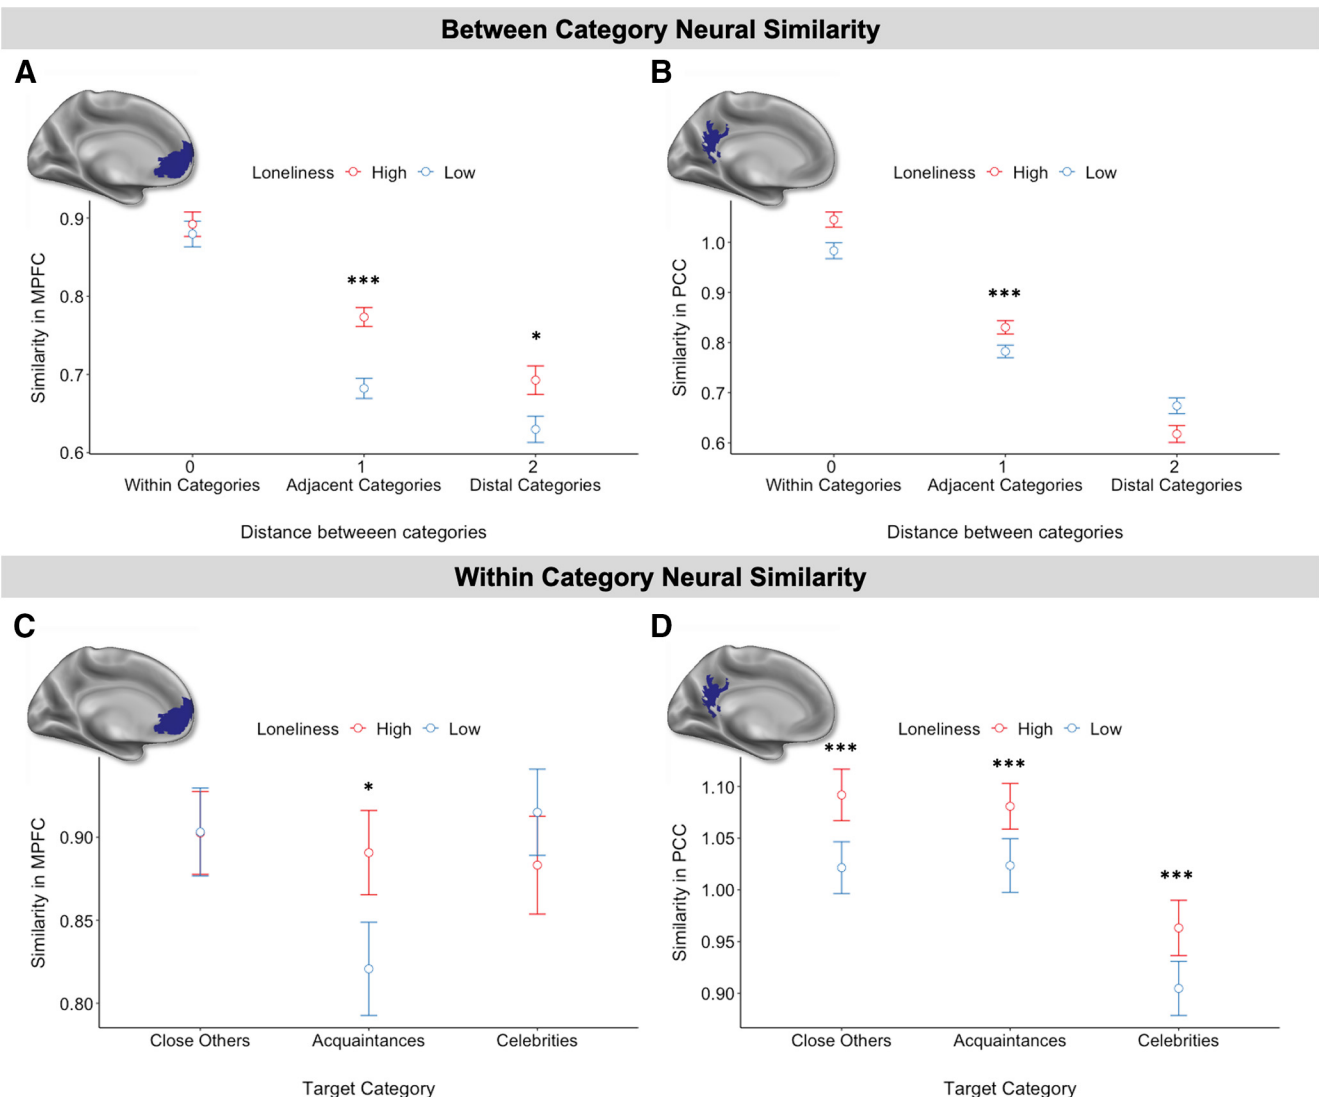 Between Category Neural Similarity
A
Loneliness High Low
Similarity in MPFC
0.9
0.8
0.7
0.6
***
*
0 1 2
Within Categories Adjacent Categories Distal Categories
Distance betweeen categories
B
Loneliness High Low
Similarity in PCC
1.0
0.9
0.8
0.7
0.6
***
0 1 2
Within Categories Adjacent Categories Distal Categories
Distance between categories
Within Category Neural Similarity
C
Loneliness High Low
Similarity in MPFC
0.90
0.85
0.80
*
Close Others Acquaintances Celebrities
Target Category
D
Loneliness High Low
Similarity in PCC
1.10
1.05
1.00
0.95
0.90
***
***
***
Close Others Acquaintances Celebrities
Target Category